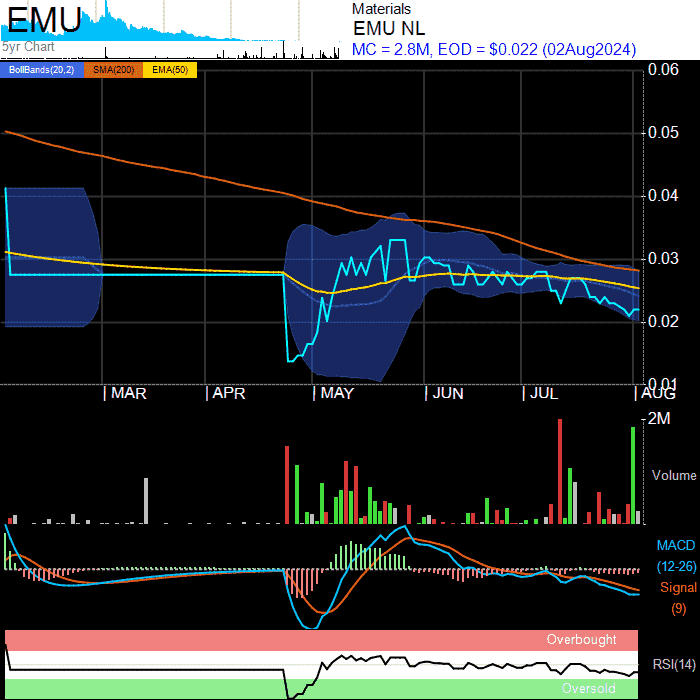 EMU
Materials
EMU NL
5yr Chart
MC = 2.8M, EOD = $0.022 (02Aug2024)
BollBands(20,2) SMA(200) EMA(50)
0.06
0.05
0.04
0.03
0.02
0.01
MAR APR MAY JUN JUL AUG
2M
Volume
MACD
(12-26)
Signal
(9)
Overbought
RSI(14)
Oversold